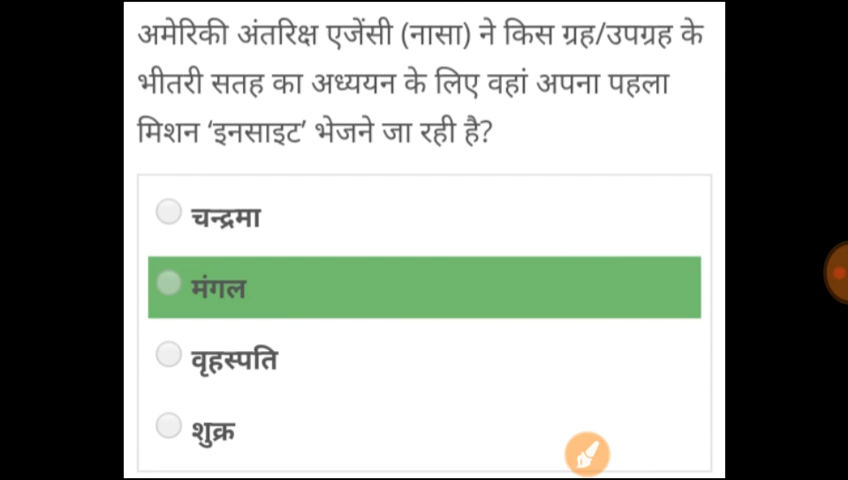 अमेरिकी अंतरिक्ष एजेंसी (नासा) ने किस ग्रह/उपग्रह के
भीतरी सतह का अध्ययन के लिए वहां अपना पहला
मिशन ‘इनसाइट’ भेजने जा रही है?
चन्द्रमा
मंगल
वृहस्पति
शुक्र